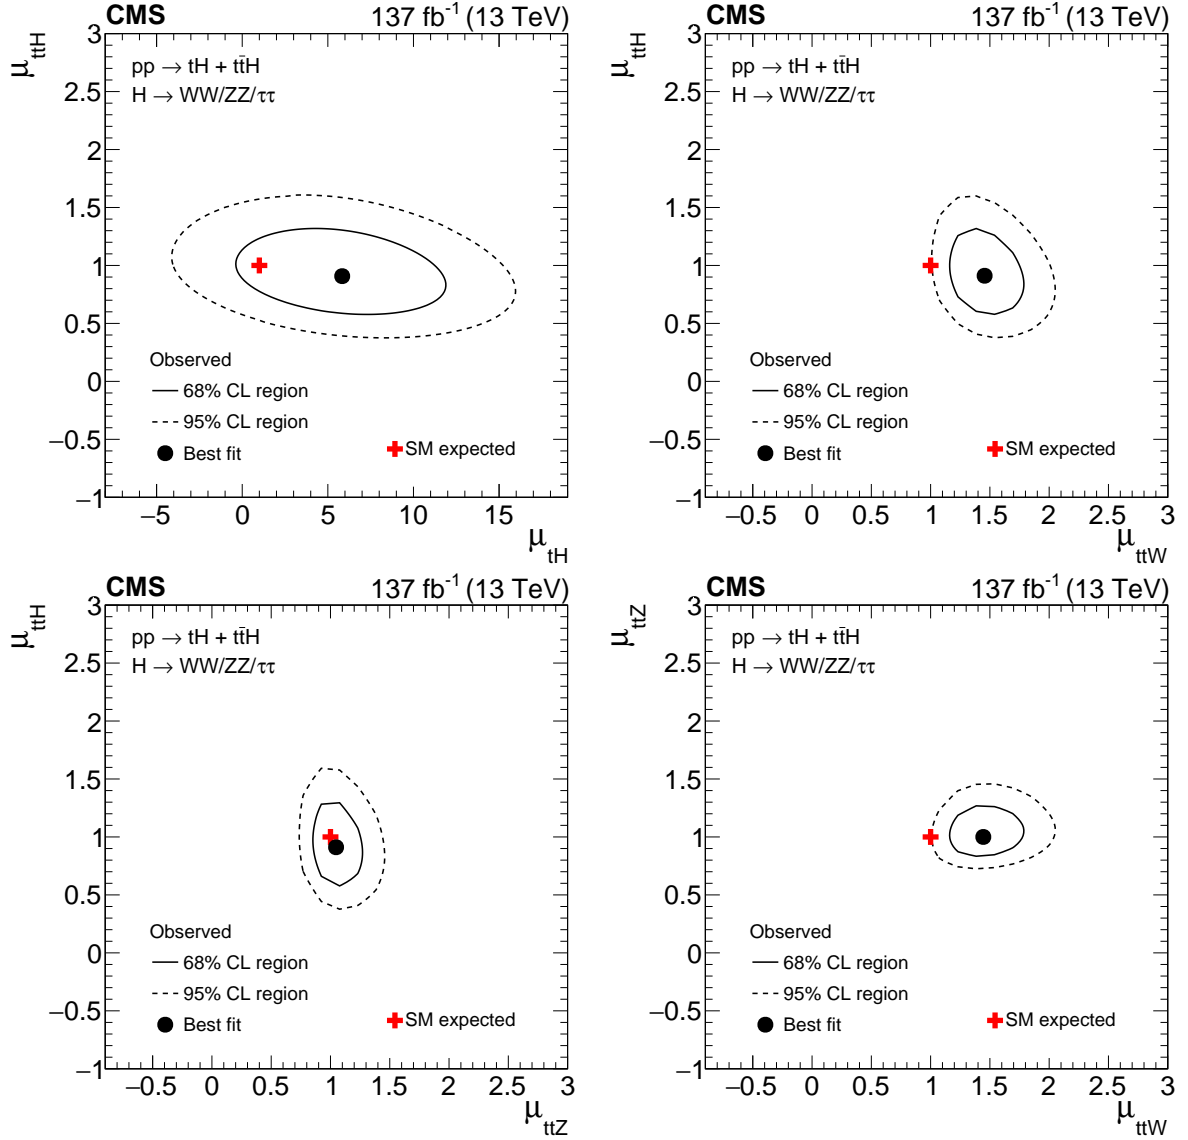 CMS 137 fb⁻¹ (13 TeV)
μ_ttH
pp → tH + tt̄H
H → WW/ZZ/ττ
3
2.5
2
1.5
1
0.5
0
−0.5
−1
Observed
68% CL region
95% CL region
Best fit
SM expected
−5 0 5 10 15
μ_tH
CMS 137 fb⁻¹ (13 TeV)
μ_ttH
pp → tH + tt̄H
H → WW/ZZ/ττ
3
2.5
2
1.5
1
0.5
0
−0.5
−1
Observed
68% CL region
95% CL region
Best fit
SM expected
−0.5 0 0.5 1 1.5 2 2.5 3
μ_ttW
CMS 137 fb⁻¹ (13 TeV)
μ_ttH
pp → tH + tt̄H
H → WW/ZZ/ττ
3
2.5
2
1.5
1
0.5
0
−0.5
−1
Observed
68% CL region
95% CL region
Best fit
SM expected
−0.5 0 0.5 1 1.5 2 2.5 3
μ_ttZ
CMS 137 fb⁻¹ (13 TeV)
μ_ttZ
pp → tH + tt̄H
H → WW/ZZ/ττ
3
2.5
2
1.5
1
0.5
0
−0.5
−1
Observed
68% CL region
95% CL region
Best fit
SM expected
−0.5 0 0.5 1 1.5 2 2.5 3
μ_ttW